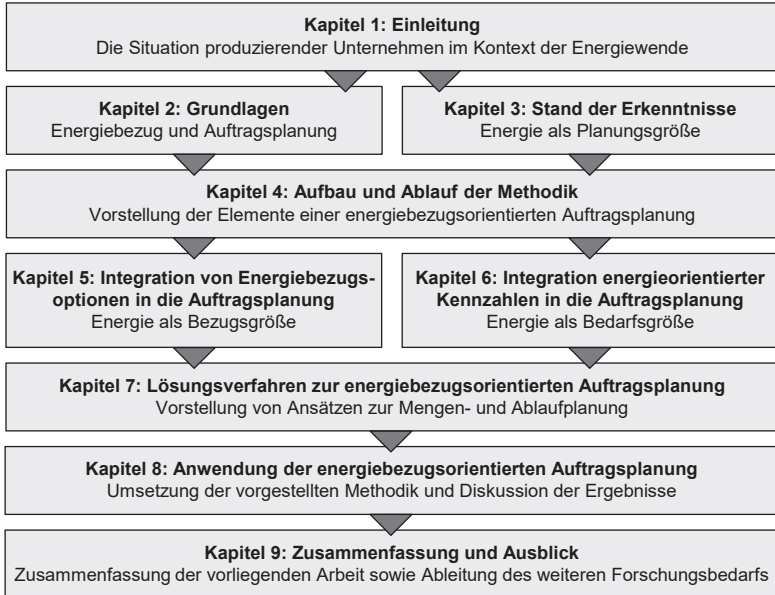 Kapitel 1: Einleitung
Die Situation produzierender Unternehmen im Kontext der Energiewende
Kapitel 2: Grundlagen
Energiebezug und Auftragsplanung
Kapitel 3: Stand der Erkenntnisse
Energie als Planungsgröße
Kapitel 4: Aufbau und Ablauf der Methodik
Vorstellung der Elemente einer energiebezugsorientierten Auftragsplanung
Kapitel 5: Integration von Energiebezugs-
optionen in die Auftragsplanung
Energie als Bezugsgröße
Kapitel 6: Integration energieorientierter
Kennzahlen in die Auftragsplanung
Energie als Bedarfsgröße
Kapitel 7: Lösungsverfahren zur energiebezugsorientierten Auftragsplanung
Vorstellung von Ansätzen zur Mengen- und Ablaufplanung
Kapitel 8: Anwendung der energiebezugsorientierten Auftragsplanung
Umsetzung der vorgestellten Methodik und Diskussion der Ergebnisse
Kapitel 9: Zusammenfassung und Ausblick
Zusammenfassung der vorliegenden Arbeit sowie Ableitung des weiteren Forschungsbedarfs